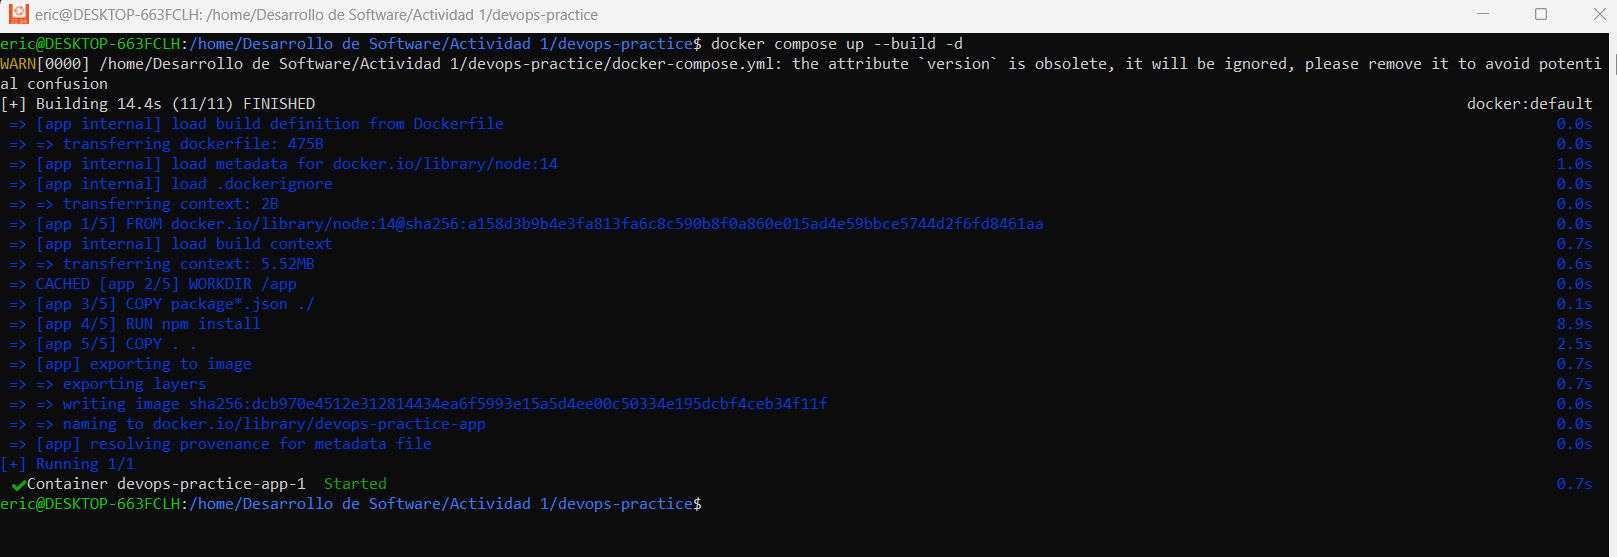 eric@DESKTOP-663FCLH: /home/Desarrollo de Software/Actividad 1/devops-practice
eric@DESKTOP-663FCLH:/home/Desarrollo de Software/Actividad 1/devops-practice$ docker compose up --build -d
WARN[0000] /home/Desarrollo de Software/Actividad 1/devops-practice/docker-compose.yml: the attribute `version` is obsolete, it will be ignored, please remove it to avoid potenti
al confusion
[+] Building 14.4s (11/11) FINISHED docker:default
=> [app internal] load build definition from Dockerfile 0.0s
=> => transferring dockerfile: 475B 0.0s
=> [app internal] load metadata for docker.io/library/node:14 1.0s
=> [app internal] load .dockerignore 0.0s
=> => transferring context: 2B 0.0s
=> [app 1/5] FROM docker.io/library/node:14@sha256:a158d3b9b4e3fa813fa6c8c590b8f0a860e015ad4e59bbce5744d2f6fd8461aa 0.0s
=> [app internal] load build context 0.7s
=> => transferring context: 5.52MB 0.6s
=> CACHED [app 2/5] WORKDIR /app 0.0s
=> [app 3/5] COPY package*.json ./ 0.1s
=> [app 4/5] RUN npm install 8.9s
=> [app 5/5] COPY . . 2.5s
=> [app] exporting to image 0.7s
=> => exporting layers 0.7s
=> => writing image sha256:dcb970e4512e312814434ea6f5993e15a5d4ee00c50334e195dcbf4ceb34f11f 0.0s
=> => naming to docker.io/library/devops-practice-app 0.0s
=> [app] resolving provenance for metadata file 0.0s
[+] Running 1/1
✔Container devops-practice-app-1 Started 0.7s
eric@DESKTOP-663FCLH:/home/Desarrollo de Software/Actividad 1/devops-practice$